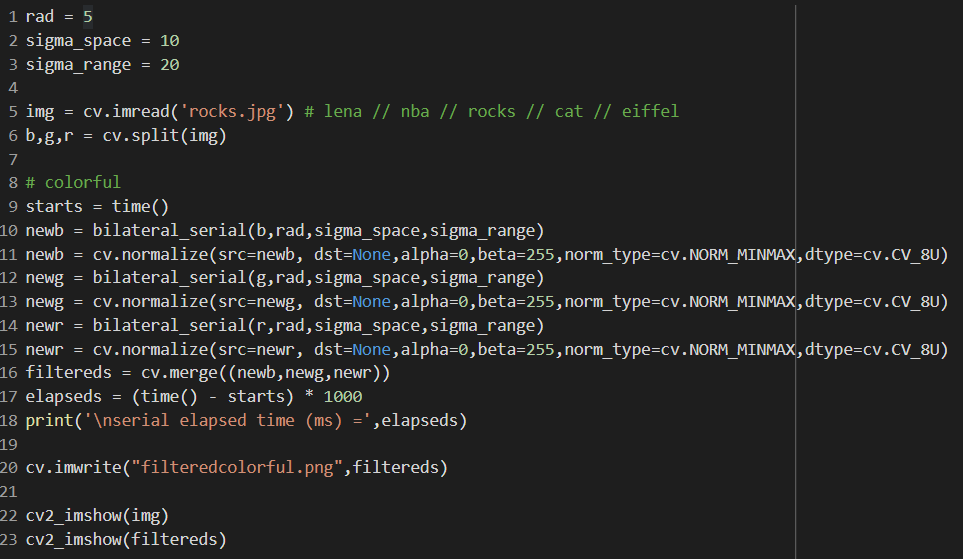 1 rad = 5
2 sigma_space = 10
3 sigma_range = 20
4
5 img = cv.imread('rocks.jpg') # lena // nba // rocks // cat // eiffel
6 b,g,r = cv.split(img)
7
8 # colorful
9 starts = time()
10 newb = bilateral_serial(b,rad,sigma_space,sigma_range)
11 newb = cv.normalize(src=newb, dst=None,alpha=0,beta=255,norm_type=cv.NORM_MINMAX,dtype=cv.CV_8U)
12 newg = bilateral_serial(g,rad,sigma_space,sigma_range)
13 newg = cv.normalize(src=newg, dst=None,alpha=0,beta=255,norm_type=cv.NORM_MINMAX,dtype=cv.CV_8U)
14 newr = bilateral_serial(r,rad,sigma_space,sigma_range)
15 newr = cv.normalize(src=newr, dst=None,alpha=0,beta=255,norm_type=cv.NORM_MINMAX,dtype=cv.CV_8U)
16 filtereds = cv.merge((newb,newg,newr))
17 elapseds = (time() - starts) * 1000
18 print('\nserial elapsed time (ms) =',elapseds)
19
20 cv.imwrite("filteredcolorful.png",filtereds)
21
22 cv2_imshow(img)
23 cv2_imshow(filtereds)